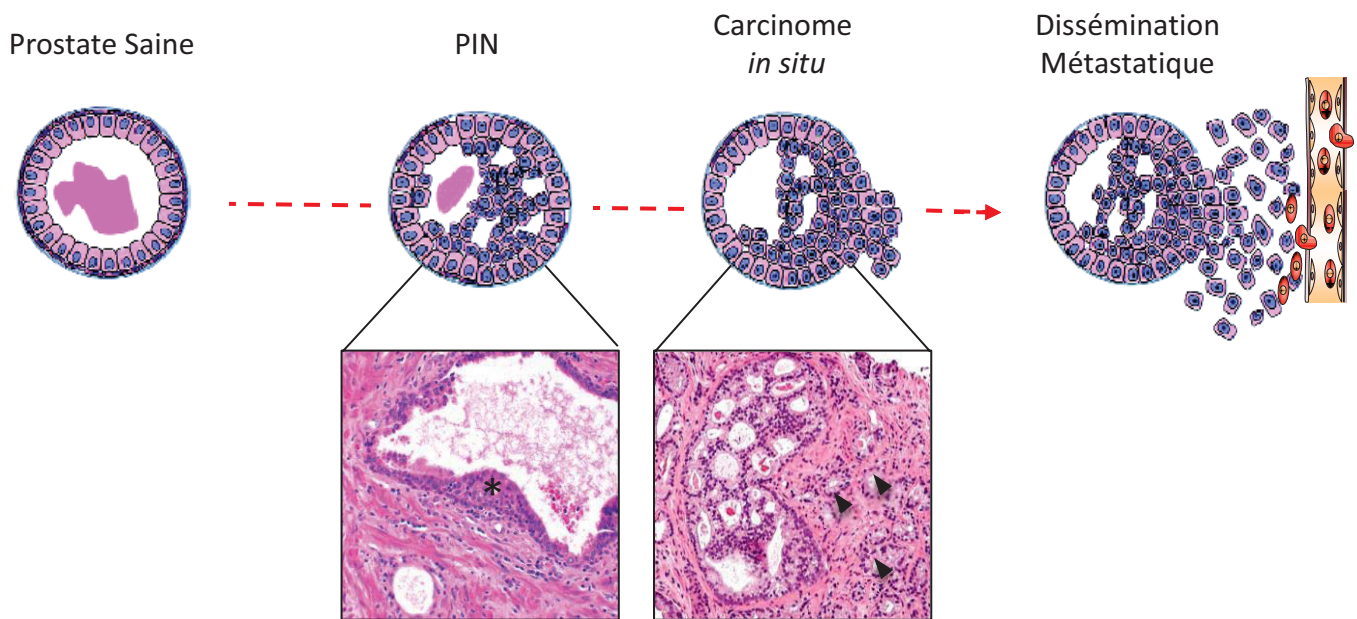 Prostate Saine
PIN
Carcinome
in situ
Dissémination
Métastatique
*